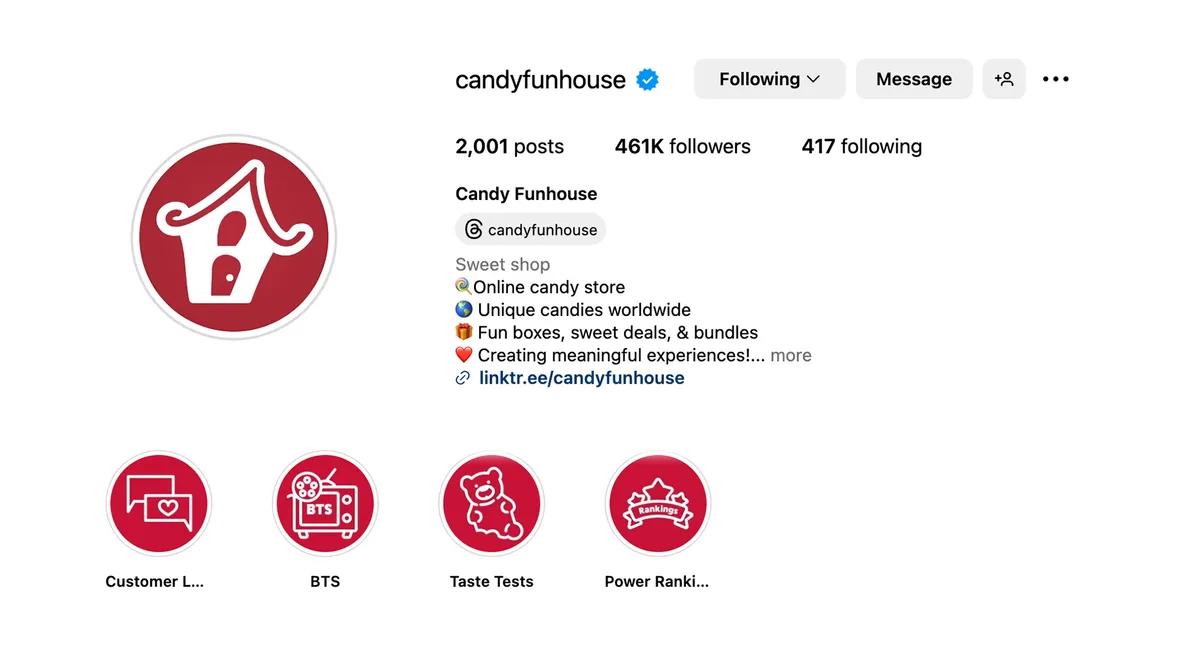 candyfunhouse
Following
Message
2,001 posts
461K followers
417 following
Candy Funhouse
candyfunhouse
Sweet shop
🍭Online candy store
🌎 Unique candies worldwide
🎁 Fun boxes, sweet deals, & bundles
❤️ Creating meaningful experiences!... more
linktr.ee/candyfunhouse
BTS
Rankings
Customer L...
BTS
Taste Tests
Power Ranki...